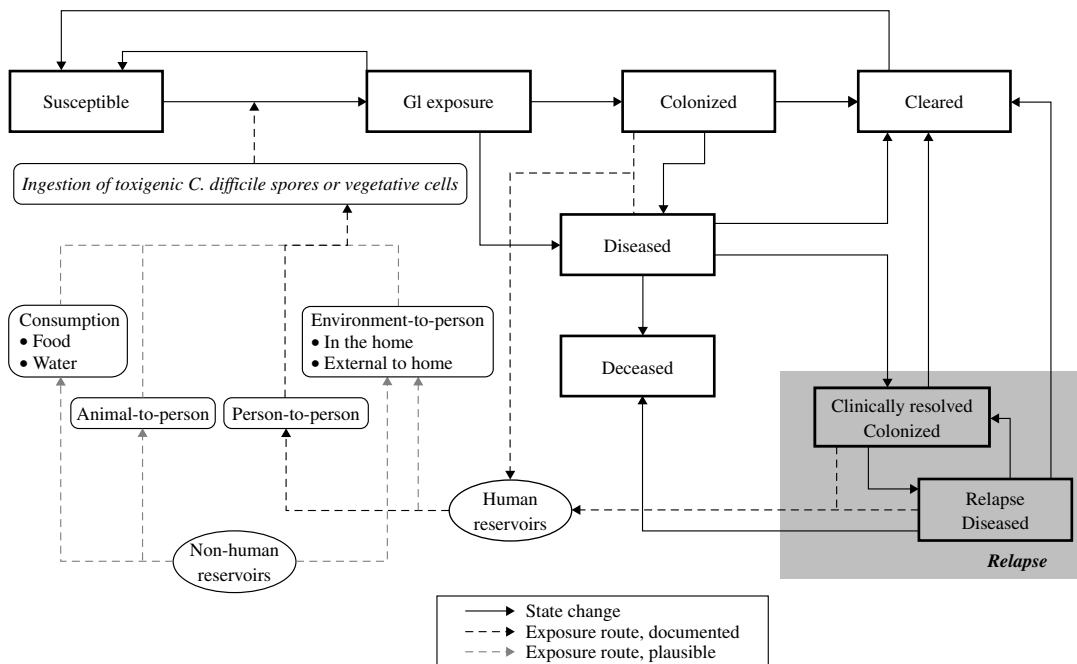 Susceptible
Gl exposure
Colonized
Cleared
Ingestion of toxigenic C. difficile spores or vegetative cells
Diseased
Consumption
• Food
• Water
Environment-to-person
• In the home
• External to home
Deceased
Animal-to-person
Person-to-person
Clinically resolved
Colonized
Human
reservoirs
Relapse
Diseased
Non-human
reservoirs
Relapse
State change
Exposure route, documented
Exposure route, plausible